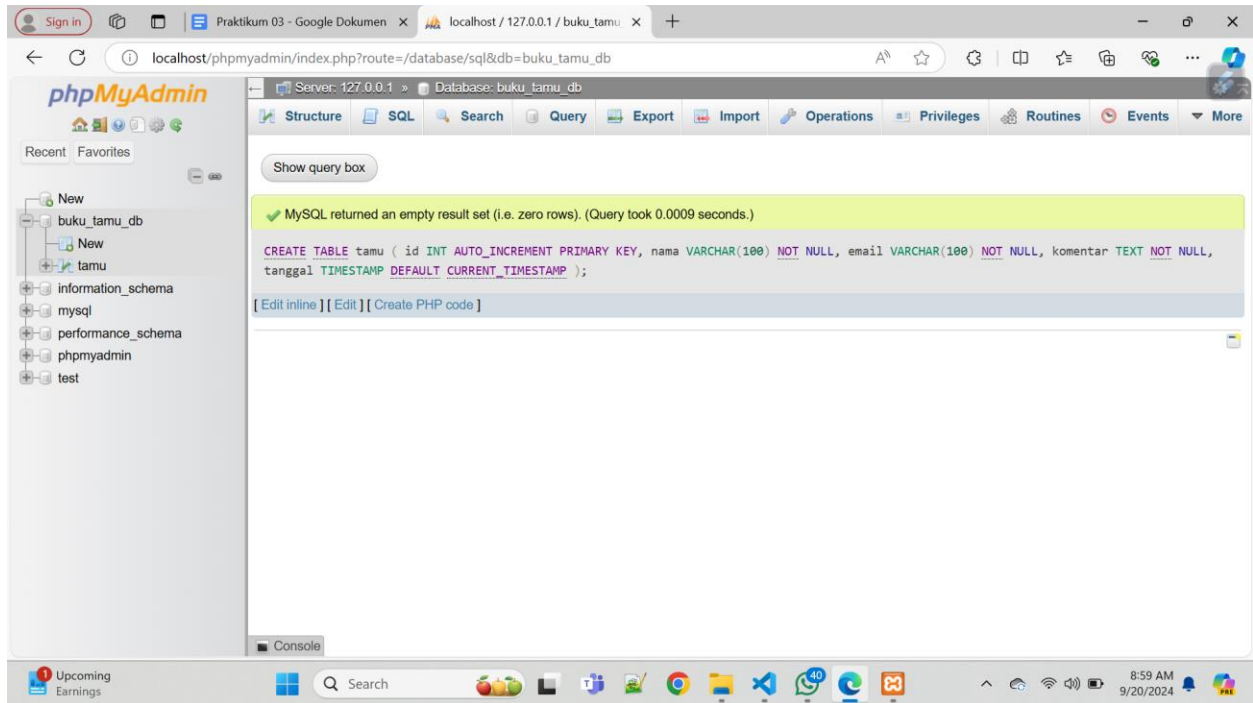 Sign in
Praktikum 03 - Google Dokumen
localhost / 127.0.0.1 / buku_tamu
localhost/phpmyadmin/index.php?route=/database/sql&db=buku_tamu_db
phpMyAdmin
Recent Favorites
New
buku_tamu_db
New
tamu
information_schema
mysql
performance_schema
phpmyadmin
test
Server: 127.0.0.1 » Database: buku_tamu_db
Structure SQL Search Query Export Import Operations Privileges Routines Events More
Show query box
MySQL returned an empty result set (i.e. zero rows). (Query took 0.0009 seconds.)
CREATE TABLE tamu ( id INT AUTO_INCREMENT PRIMARY KEY, nama VARCHAR(100) NOT NULL, email VARCHAR(100) NOT NULL, komentar TEXT NOT NULL,
tanggal TIMESTAMP DEFAULT CURRENT_TIMESTAMP );
[ Edit inline ] [ Edit ] [ Create PHP code ]
Console
1
Upcoming
Earnings
Search
40
8:59 AM
9/20/2024
PRE